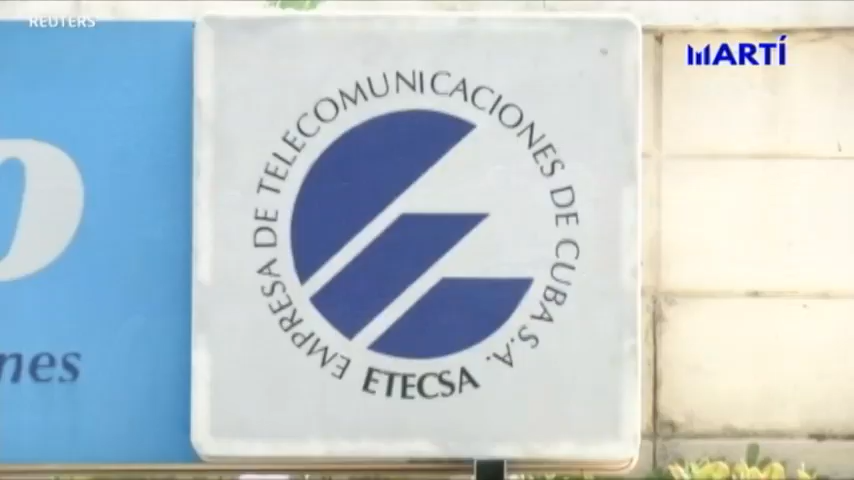 REUTERS
MARTÍ
EMPRESA DE TELECOMUNICACIONES DE CUBA S.A.
ETECSA
nes